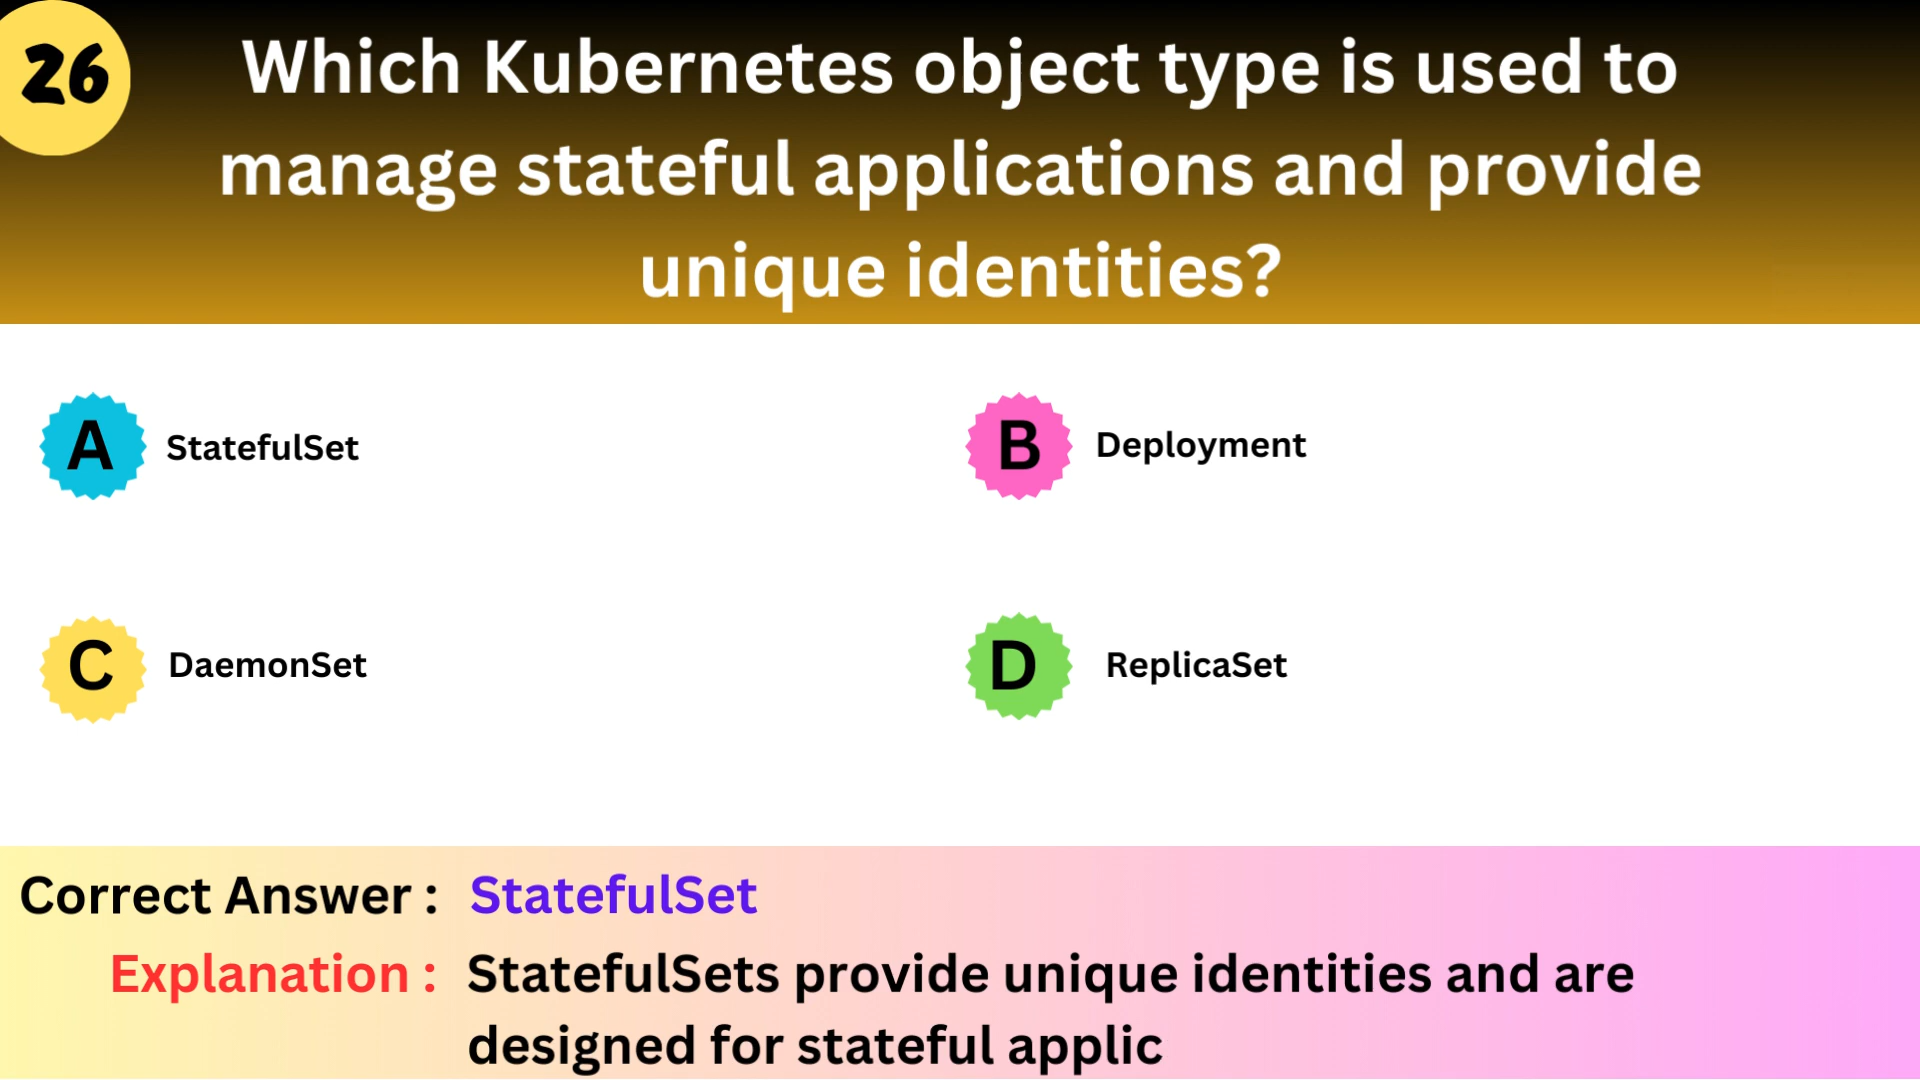 26
Which Kubernetes object type is used to
manage stateful applications and provide
unique identities?
A StatefulSet
B Deployment
C DaemonSet
D ReplicaSet
Correct Answer : StatefulSet
Explanation : StatefulSets provide unique identities and are
designed for stateful applic